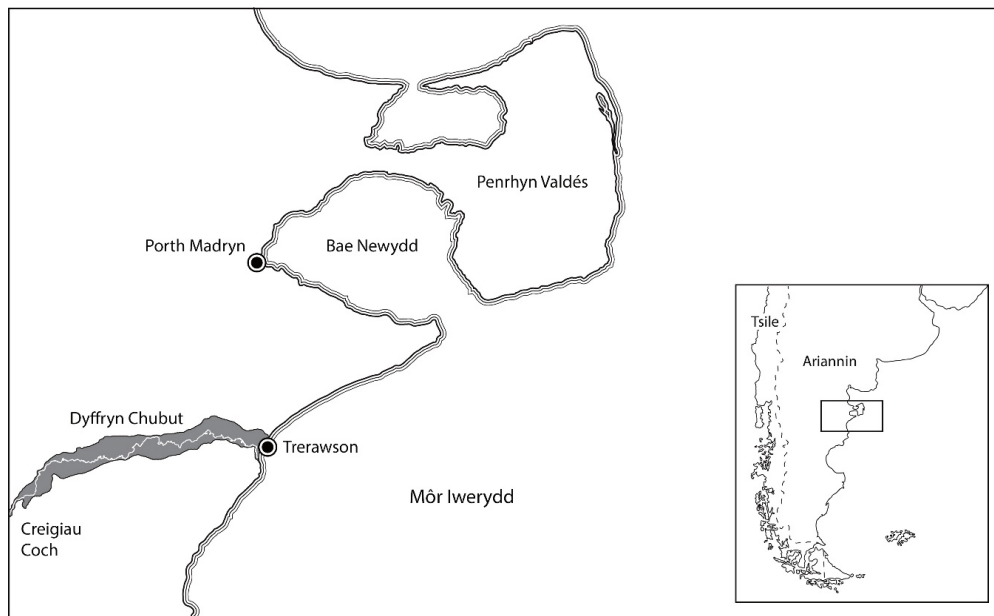 Penrhyn Valdés
Porth Madryn
Bae Newydd
Tsile
Ariannin
Dyffryn Chubut
Trerawson
Môr Iwerydd
Creigiau
Coch